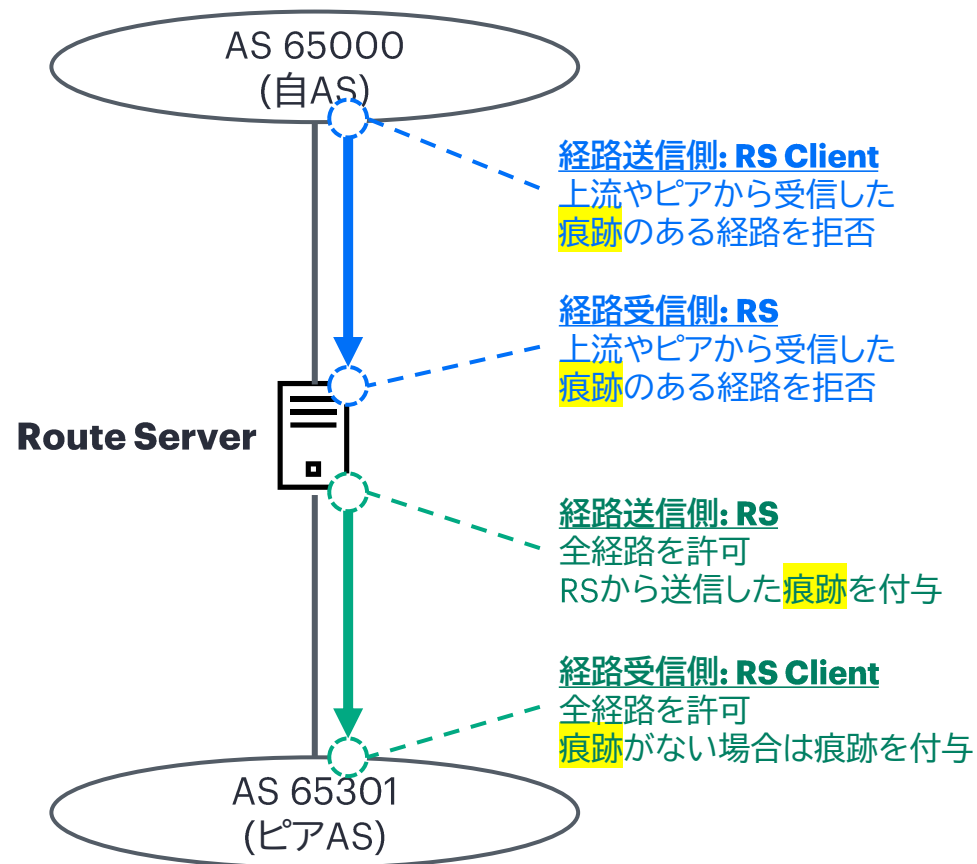 AS 65000
(自AS)
経路送信側: RS Client
上流やピアから受信した
痕跡のある経路を拒否
経路受信側: RS
上流やピアから受信した
痕跡のある経路を拒否
Route Server
経路送信側: RS
全経路を許可
RSから送信した痕跡を付与
経路受信側: RS Client
全経路を許可
痕跡がない場合は痕跡を付与
AS 65301
(ピアAS)